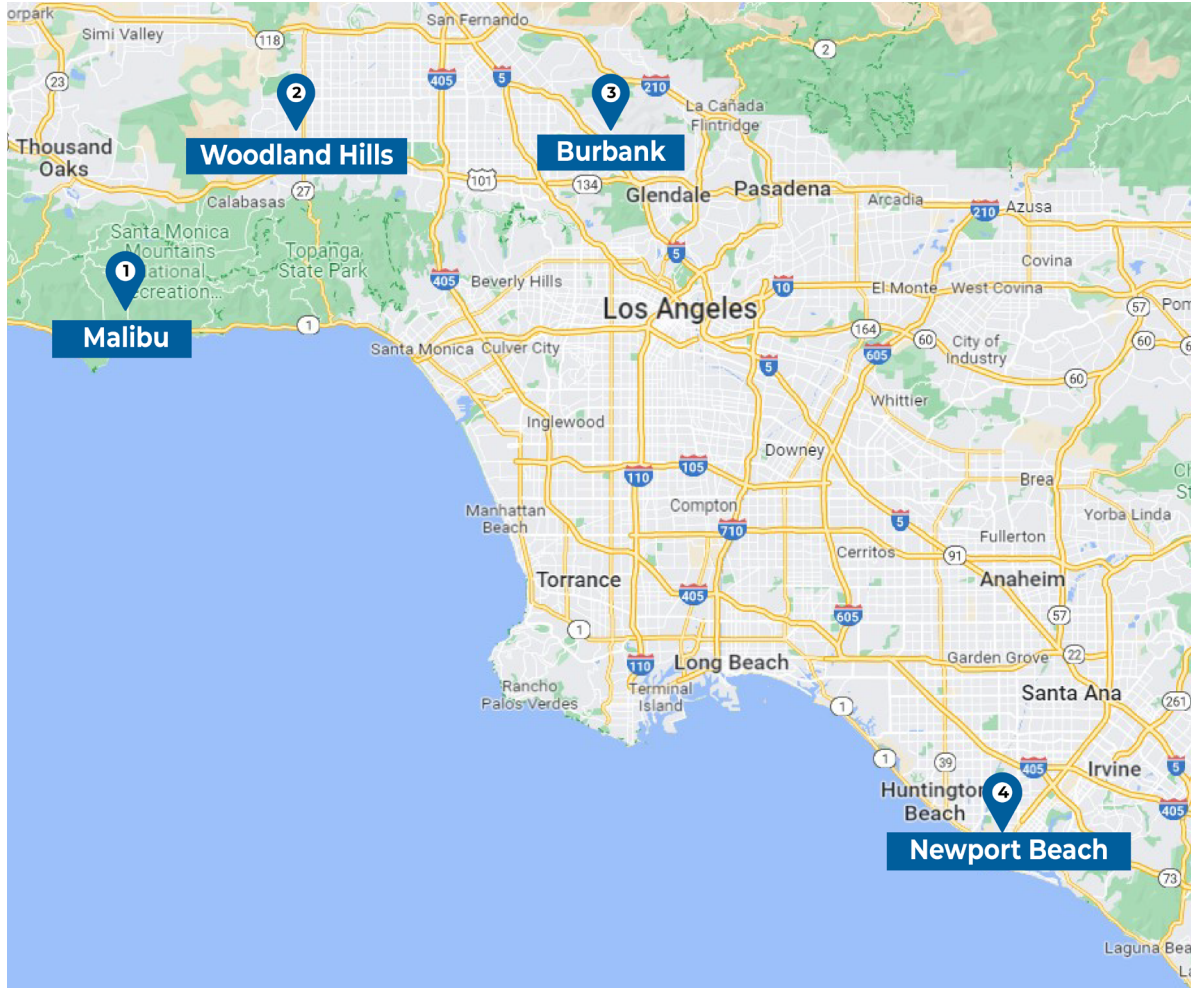 orpark
Simi Valley
San Fernando
118
2
23
405
5
210
2
3
La Cañada
Flintridge
Thousand
Oaks
Woodland Hills
Burbank
101
134
27
Calabasas
Glendale
Pasadena
Arcadia
210
Azusa
Santa Monica
Mountains
ational
ecreation...
1
Topanga
State Park
5
Covina
405
Beverly Hills
10
El Monte
West Covina
57
Pom
Los Angeles
Malibu
1
164
60
City of
Industry
60
6
Santa Monica
Culver City
605
5
60
Whittier
Inglewood
Downey
105
110
Brea
Ch
St
Compton
Manhattan
Beach
710
5
Yorba Linda
Fullerton
Cerritos
91
Torrance
Anaheim
405
605
57
1
Long Beach
110
Garden Grove
22
Rancho
Palos Verdes
Terminal
Island
Santa Ana
261
1
1
39
405
Irvine
5
Huntington
Beach
4
405
Newport Beach
73
Laguna Bea
La